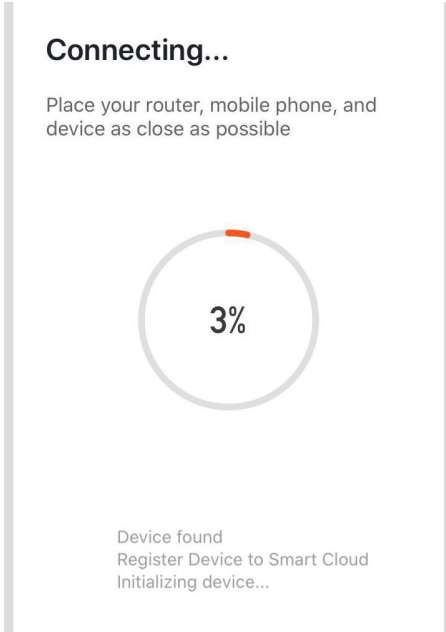 Connecting...
Place your router, mobile phone, and
device as close as possible
3%
Device found
Register Device to Smart Cloud
Initializing device...